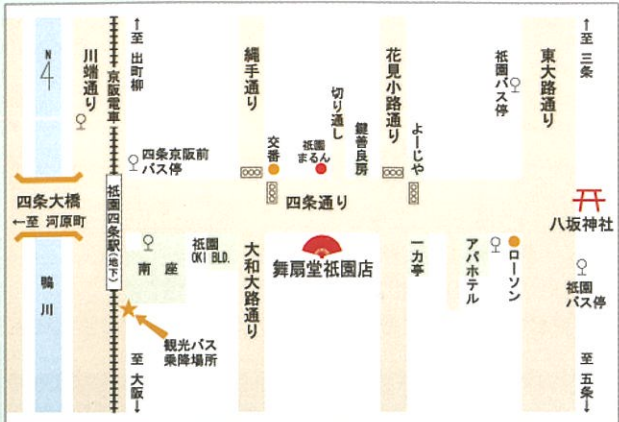 N
川端通り
京阪電車
↑至 出町柳
縄手通り
切り通し
花見小路通り
祇園バス停
東大路通り
↑至 三条
四条京阪前
バス停
交番
祇園
まるん
鍵善良房
よーじや
四条大橋
←至 河原町
祇園四条駅(地下)
四条通り
八坂神社
鴨川
南座
祇園
OKI BLD.
大和大路通り
舞扇堂祇園店
一力亭
アパホテル
ローソン
祇園
バス停
観光バス
乗降場所
至 大阪↓
至 五条↓